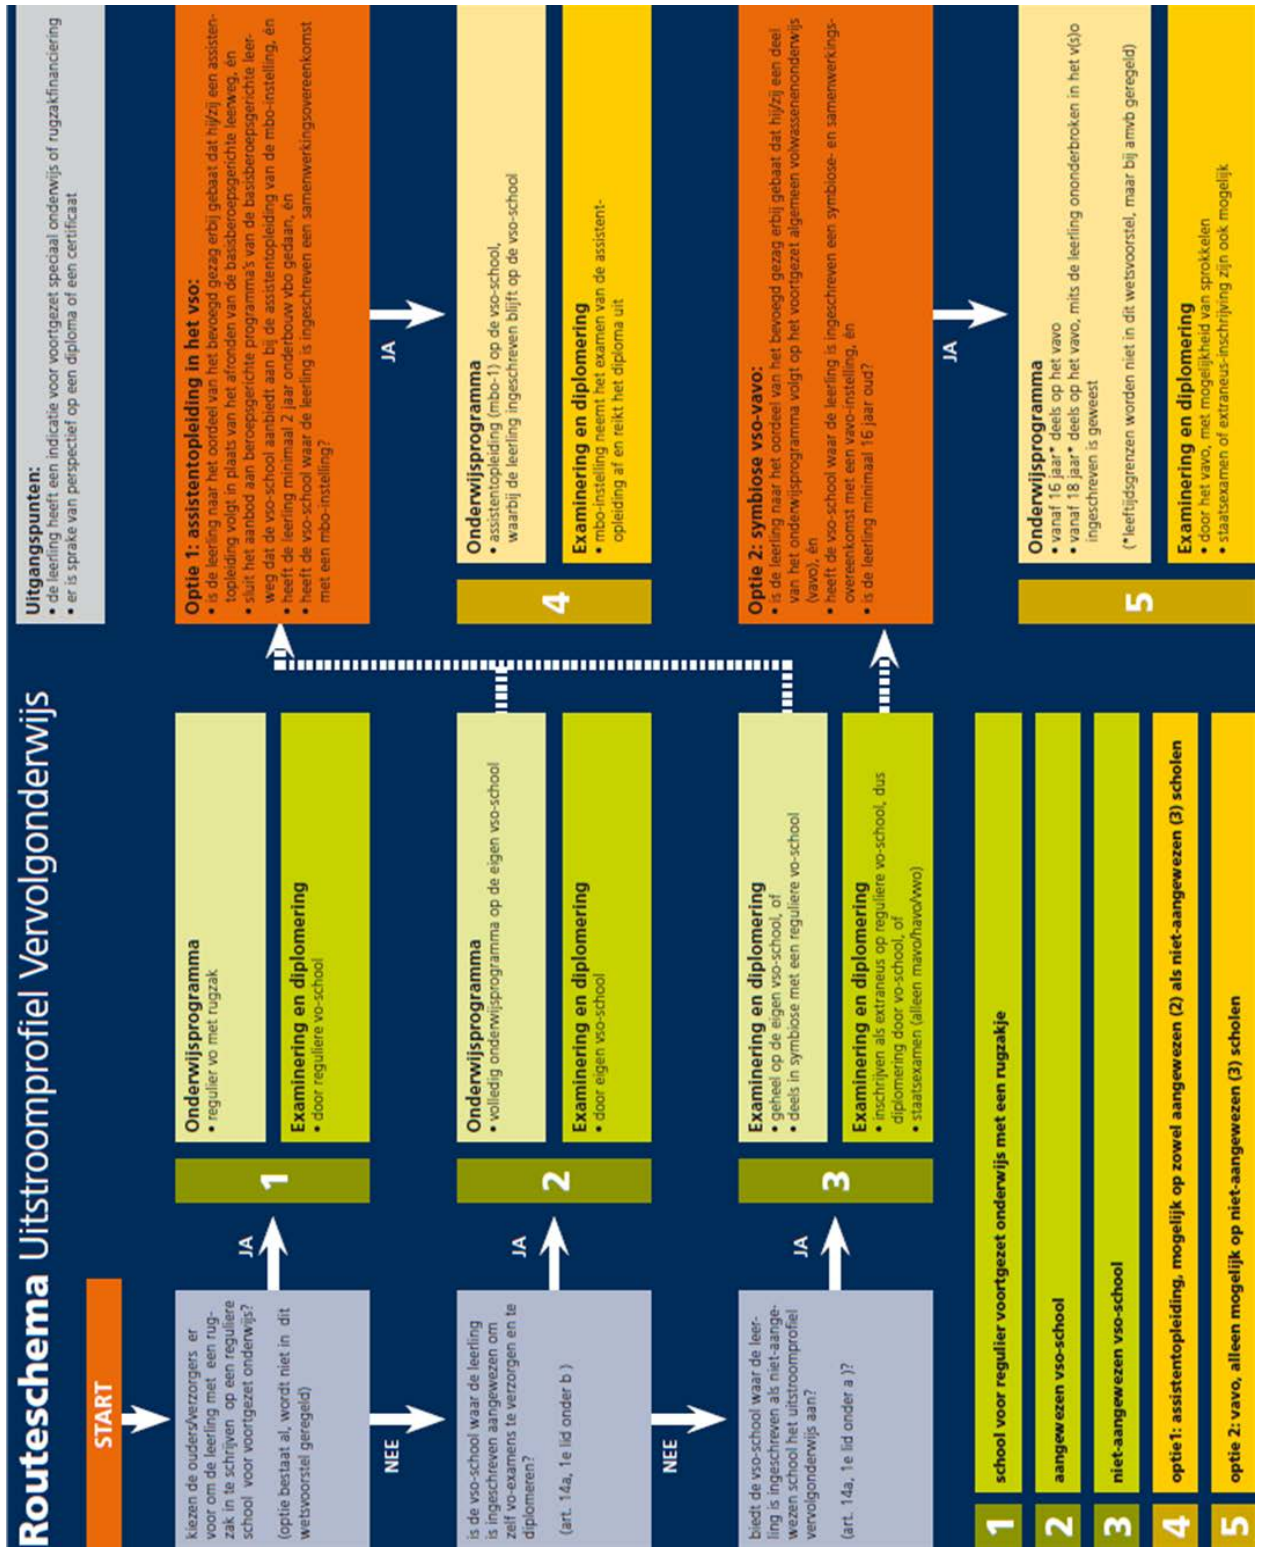 Routeschema Uitstroomprofiel Vervolgonderwijs
Uitgangspunten:
• de leerling heeft een indicatie voor voortgezet speciaal onderwijs of rugzakfinanciering
• er is sprake van perspectief op een diploma of een certificaat
START
kiezen de ouders/verzorgers er
voor om de leerling met een rug-
zak in te schrijven op een reguliere
school voor voortgezet onderwijs?
(optie bestaat al, wordt niet in dit
wetsvoorstel geregeld)
JA
1
Onderwijsprogramma
• regulier vo met rugzak
Examinering en diplomering
• door reguliere vo-school
Optie 1: assistentopleiding in het vso:
• is de leerling naar het oordeel van het bevoegd gezag erbij gebaat dat hij/zij een assisten-
topleiding volgt in plaats van het afronden van de basisberoepsgerichte leerweg, én
• sluit het aanbod aan beroepsgerichte programma's van de basisberoepsgerichte leer-
weg dat de vso-school aanbiedt aan bij de assistentopleiding van de mbo-instelling, én
• heeft de leerling minimaal 2 jaar onderbouw vbo gedaan, én
• heeft de vso-school waar de leerling is ingeschreven een samenwerkingsovereenkomst
met een mbo-instelling?
NEE
JA
is de vso-school waar de leerling
is ingeschreven aangewezen om
zelf vo-examens te verzorgen en te
diplomeren?
(art. 14a, 1e lid onder b )
JA
2
Onderwijsprogramma
• volledig onderwijsprogramma op de eigen vso-school
Examinering en diplomering
• door eigen vso-school
4
Onderwijsprogramma
• assistentopleiding (mbo-1) op de vso-school,
waarbij de leerling ingeschreven blijft op de vso-school
Examinering en diplomering
• mbo-instelling neemt het examen van de assistent-
opleiding af en reikt het diploma uit
NEE
biedt de vso-school waar de leer-
ling is ingeschreven als niet-aange-
wezen school het uitstroomprofiel
vervolgonderwijs aan?
(art. 14a, 1e lid onder a )?
JA
3
Examinering en diplomering
• geheel op de eigen vso-school, of
• deels in symbiose met een reguliere vo-school
Examinering en diplomering
• inschrijven als extraneus op reguliere vo-school, dus
diplomering door vo-school, of
• staatsexamen (alleen mavo/havo/vwo)
Optie 2: symbiose vso-vavo:
• is de leerling naar het oordeel van het bevoegd gezag erbij gebaat dat hij/zij een deel
van het onderwijsprogramma volgt op het voortgezet algemeen volwassenenonderwijs
(vavo), én
• heeft de vso-school waar de leerling is ingeschreven een symbiose- en samenwerkings-
overeenkomst met een vavo-instelling, én
• is de leerling minimaal 16 jaar oud?
JA
1 school voor regulier voortgezet onderwijs met een rugzakje
2 aangewezen vso-school
3 niet-aangewezen vso-school
4 optie1: assistentopleiding, mogelijk op zowel aangewezen (2) als niet-aangewezen (3) scholen
5 optie 2: vavo, alleen mogelijk op niet-aangewezen (3) scholen
5
Onderwijsprogramma
• vanaf 16 jaar* deels op het vavo
• vanaf 18 jaar* deels op het vavo, mits de leerling ononderbroken in het v(s)o
ingeschreven is geweest
(*leeftijdsgrenzen worden niet in dit wetsvoorstel, maar bij amvb geregeld)
Examinering en diplomering
• door het vavo, met mogelijkheid van sprokkelen
• staatsexamen of extraneus-inschrijving zijn ook mogelijk